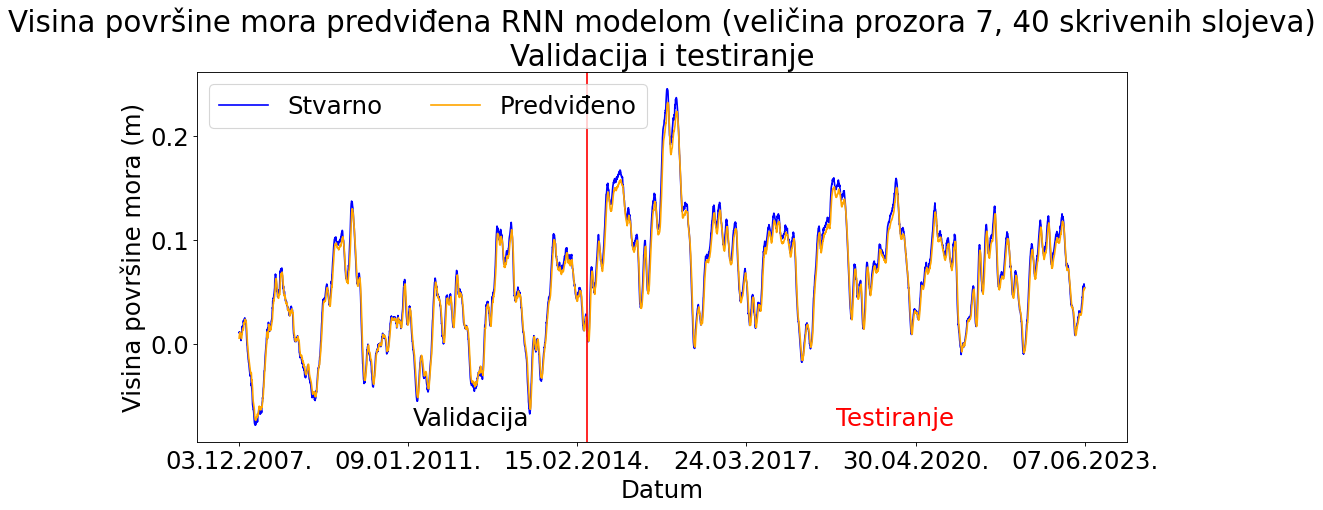 Visina površine mora predviđena RNN modelom (veličina prozora 7, 40 skrivenih slojeva)
Validacija i testiranje
Stvarno
Predviđeno
Visina površine mora (m)
0.2
0.1
0.0
Validacija
Testiranje
03.12.2007.
09.01.2011.
15.02.2014.
24.03.2017.
30.04.2020.
07.06.2023.
Datum